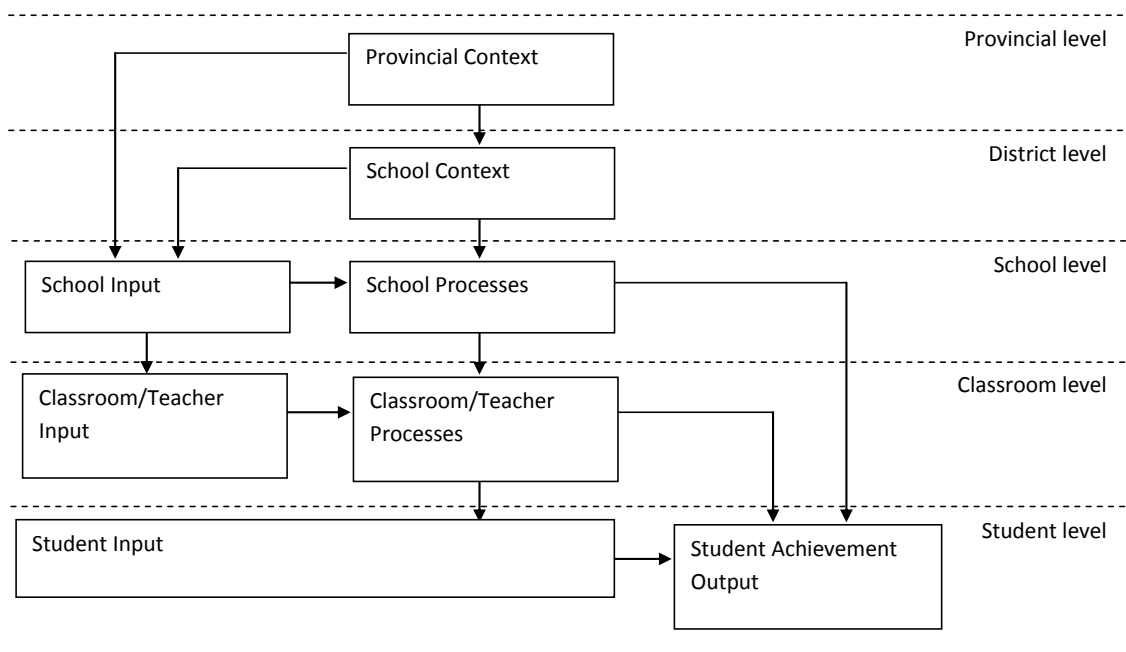 Provincial level
Provincial Context
District level
School Context
School level
School Input
School Processes
Classroom level
Classroom/Teacher
Input
Classroom/Teacher
Processes
Student level
Student Input
Student Achievement
Output